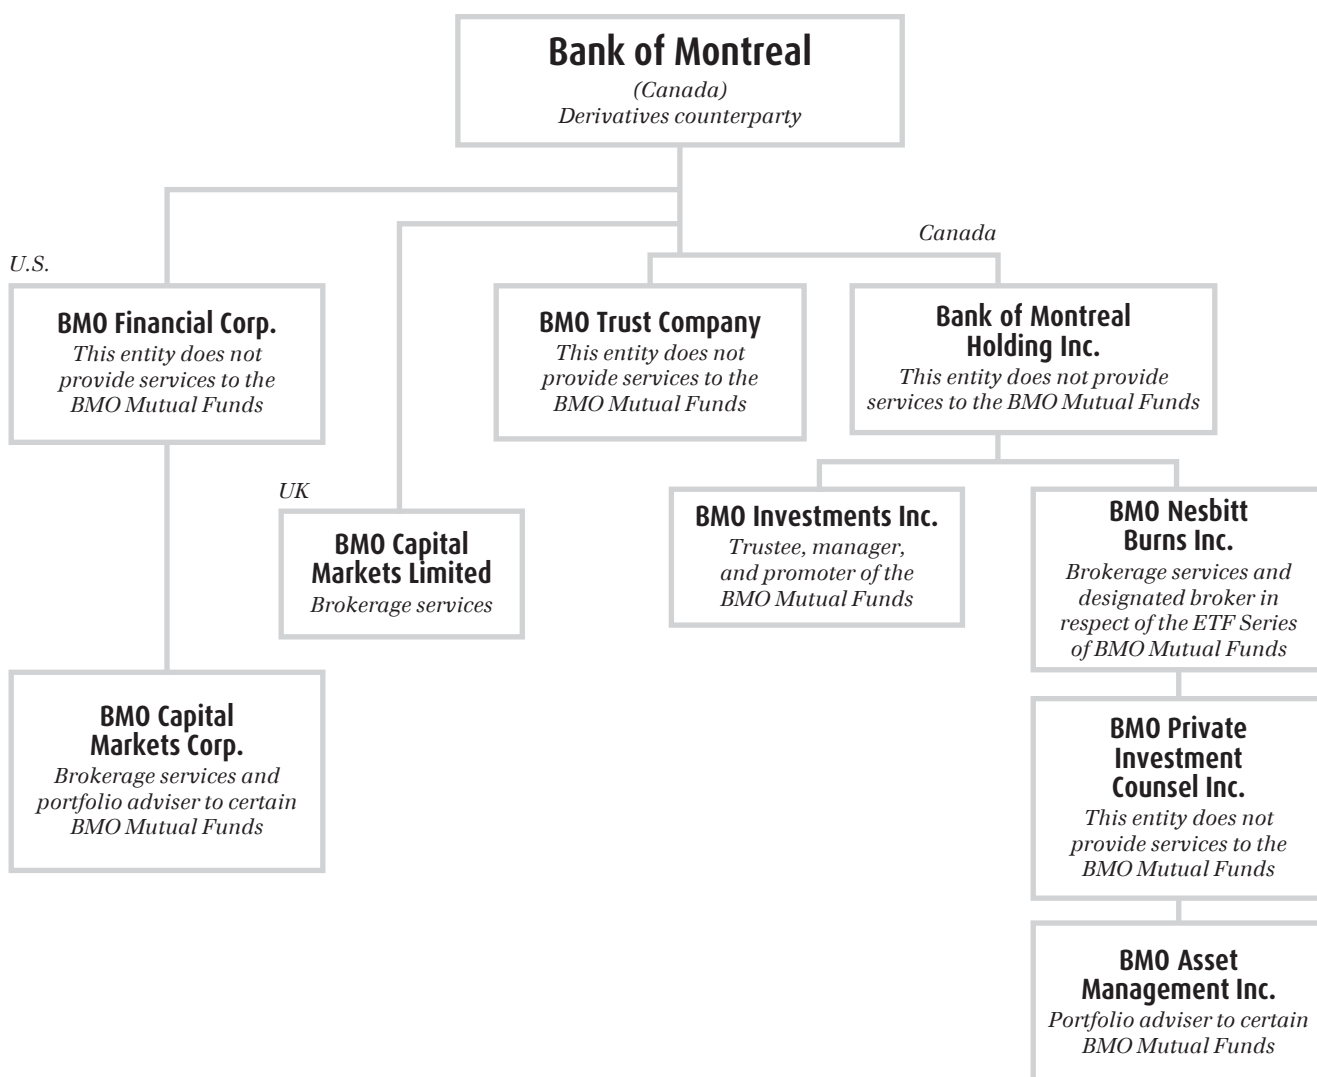 Bank of Montreal
(Canada)
Derivatives counterparty
Canada
U.S.
BMO Financial Corp.
This entity does not
provide services to the
BMO Mutual Funds
BMO Trust Company
This entity does not
provide services to the
BMO Mutual Funds
Bank of Montreal
Holding Inc.
This entity does not provide
services to the BMO Mutual Funds
UK
BMO Capital
Markets Limited
Brokerage services
BMO Investments Inc.
Trustee, manager,
and promoter of the
BMO Mutual Funds
BMO Nesbitt
Burns Inc.
Brokerage services and
designated broker in
respect of the ETF Series
of BMO Mutual Funds
BMO Capital
Markets Corp.
Brokerage services and
portfolio adviser to certain
BMO Mutual Funds
BMO Private
Investment
Counsel Inc.
This entity does not
provide services to the
BMO Mutual Funds
BMO Asset
Management Inc.
Portfolio adviser to certain
BMO Mutual Funds